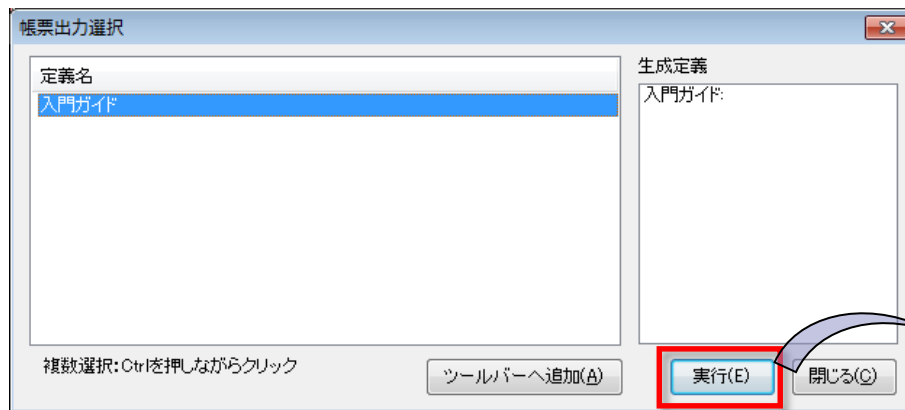 帳票出力選択
定義名
入門ガイド
生成定義
入門ガイド:
複数選択:Ctrlを押しながらクリック
ツールバーへ追加(A)
実行(E)
閉じる(C)